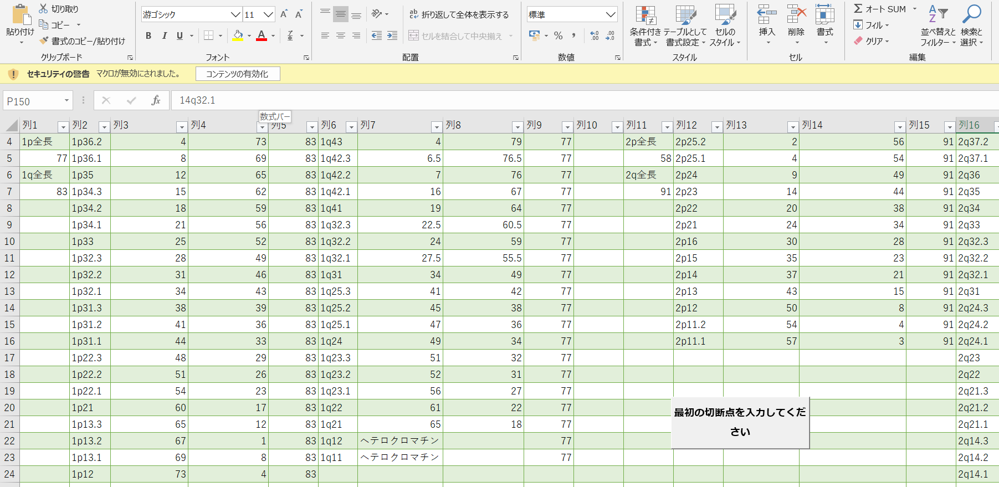 切り取り
コピー
書式のコピー/貼り付け
貼り付け
クリップボード
游ゴシック 11 A A
B I U A
フォント
ab 折り返して全体を表示する
セルを結合して中央揃え
配置
標準
% ,
数値
条件付き書式 テーブルとして書式設定 セルのスタイル
スタイル
挿入 削除 書式
セル
Σ オート SUM
フィル
クリア
並べ替えとフィルター 検索と選択
編集
セキュリティの警告 マクロが無効にされました。 コンテンツの有効化
P150 fx 14q32.1
数式バー
列1 列2 列3 列4 列5 列6 列7 列8 列9 列10 列11 列12 列13 列14 列15 列16
4 1p全長 1p36.2 4 73 83 1q43 4 79 77 2p全長 2p25.2 2 56 91 2q37.2
5 77 1p36.1 8 69 83 1q42.3 6.5 76.5 77 58 2p25.1 4 54 91 2q37.1
6 1q全長 1p35 12 65 83 1q42.2 7 76 77 2q全長 2p24 9 49 91 2q36
7 83 1p34.3 15 62 83 1q42.1 16 67 77 91 2p23 14 44 91 2q35
8 1p34.2 18 59 83 1q41 19 64 77 2p22 20 38 91 2q34
9 1p34.1 21 56 83 1q32.3 22.5 60.5 77 2p21 24 34 91 2q33
10 1p33 25 52 83 1q32.2 24 59 77 2p16 30 28 91 2q32.3
11 1p32.3 28 49 83 1q32.1 27.5 55.5 77 2p15 35 23 91 2q32.2
12 1p32.2 31 46 83 1q31 34 49 77 2p14 37 21 91 2q32.1
13 1p32.1 34 43 83 1q25.3 41 42 77 2p13 43 15 91 2q31
14 1p31.3 38 39 83 1q25.2 45 38 77 2p12 50 8 91 2q24.3
15 1p31.2 41 36 83 1q25.1 47 36 77 2p11.2 54 4 91 2q24.2
16 1p31.1 44 33 83 1q24 49 34 77 2p11.1 57 3 91 2q24.1
17 1p22.3 48 29 83 1q23.3 51 32 77 2q23
18 1p22.2 51 26 83 1q23.2 52 31 77 2q22
19 1p22.1 54 23 83 1q23.1 56 27 77 2q21.3
20 1p21 60 17 83 1q22 61 22 77 2q21.2
21 1p13.3 65 12 83 1q21 65 18 77 2q21.1
22 1p13.2 67 1 83 1q12 ヘテロクロマチン 77 2q14.3
23 1p13.1 69 8 83 1q11 ヘテロクロマチン 77 2q14.2
24 1p12 73 4 83 2q14.1
最初の切断点を入力してくだ
さい